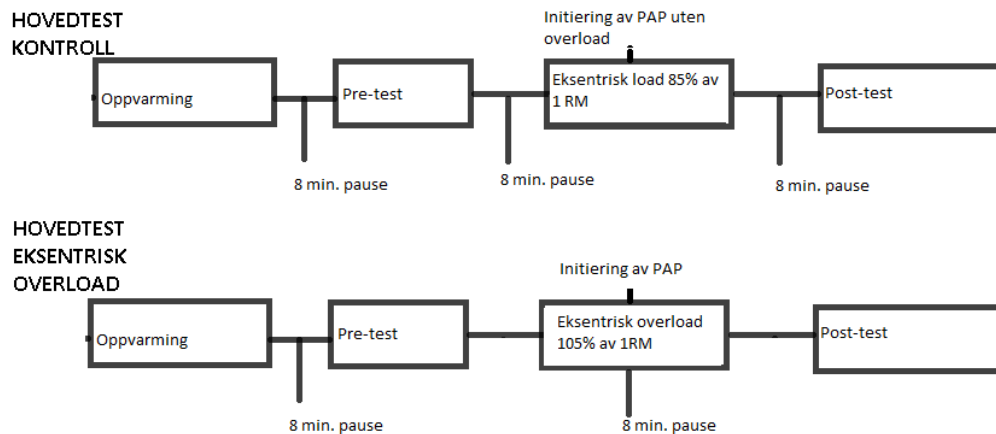 HOVEDTEST
KONTROLL
Initiering av PAP uten
overload
Oppvarming
Pre-test
Eksentrisk load 85% av
1 RM
Post-test
8 min. pause
8 min. pause
8 min. pause
HOVEDTEST
EKSENTRISK
OVERLOAD
Initiering av PAP
Oppvarming
Pre-test
Eksentrisk overload
105% av 1RM
Post-test
8 min. pause
8 min. pause